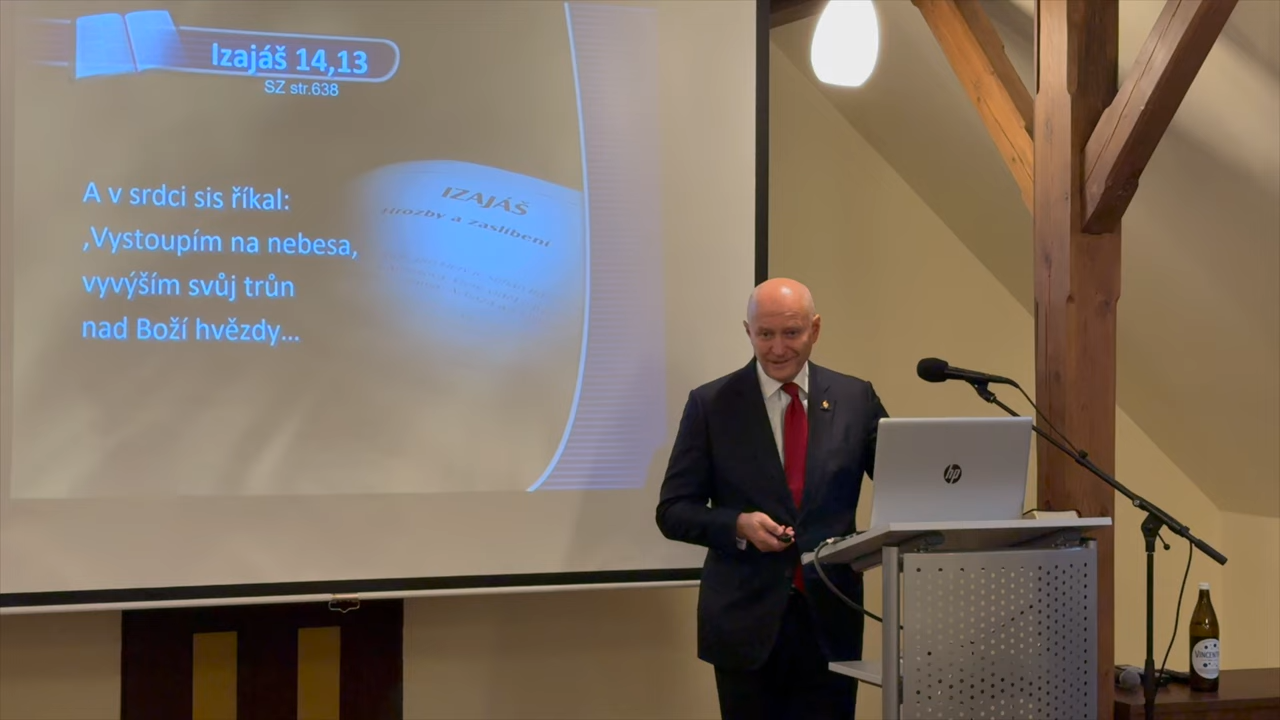 Izajáš 14,13
SZ str.638
A v srdci sis říkal:
‚Vystoupím na nebesa,
vyvýším svůj trůn
nad Boží hvězdy...
IZAJÁŠ
a zaslíbení
hp
VINCENT